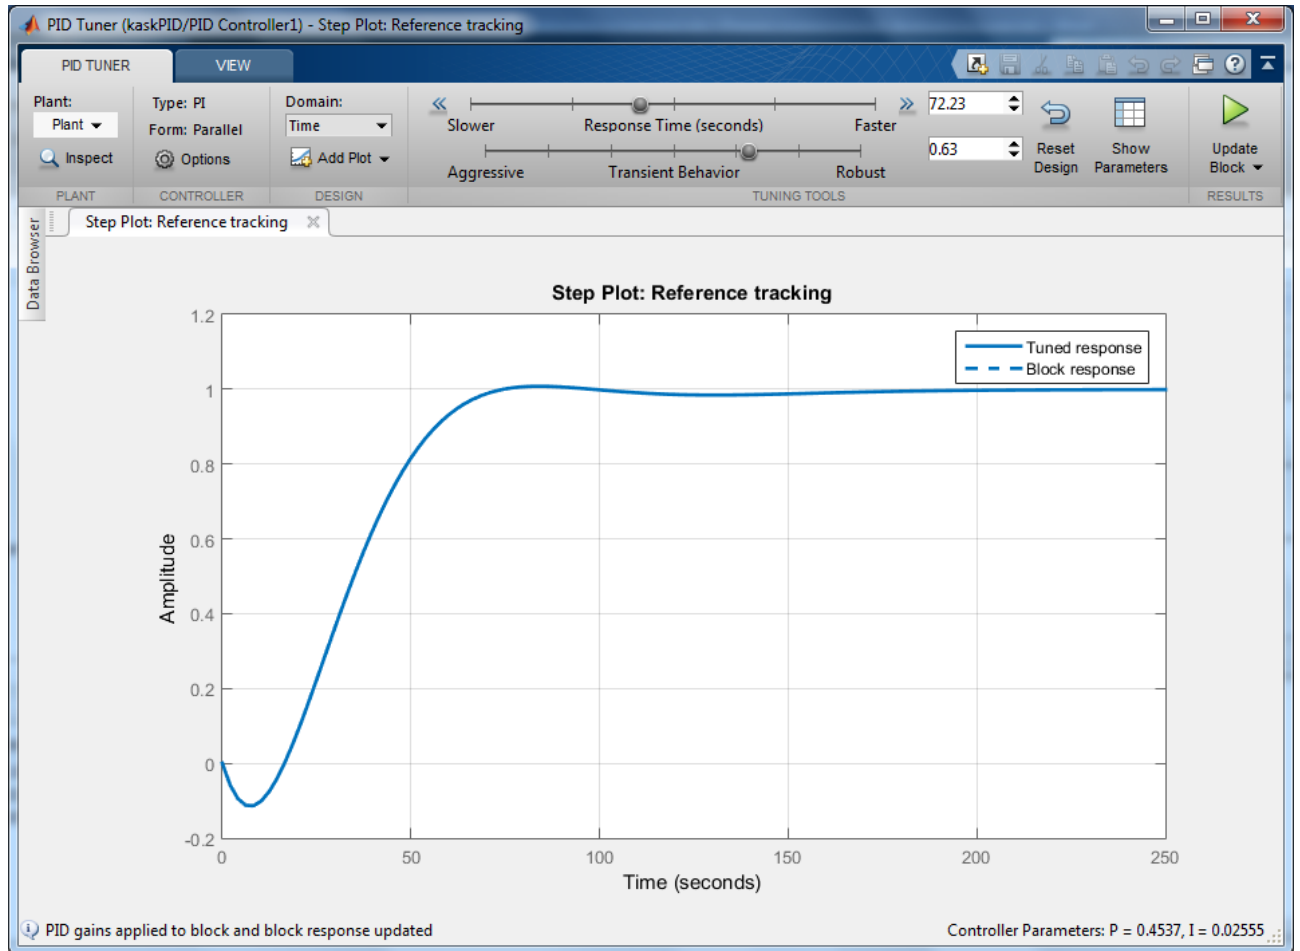 PID Tuner (kaskPID/PID Controller1) - Step Plot: Reference tracking
PID TUNER
VIEW
Plant:
Plant
Inspect
PLANT
Type: PI
Form: Parallel
Options
CONTROLLER
Domain:
Time
Add Plot
DESIGN
Slower
Response Time (seconds)
Faster
72.23
Aggressive
Transient Behavior
Robust
0.63
Reset
Design
Show
Parameters
TUNING TOOLS
Update
Block
RESULTS
Data Browser
Step Plot: Reference tracking
Step Plot: Reference tracking
Tuned response
Block response
1.2
1
0.8
0.6
0.4
0.2
0
-0.2
Amplitude
0 50 100 150 200 250
Time (seconds)
PID gains applied to block and block response updated
Controller Parameters: P = 0.4537, I = 0.02555